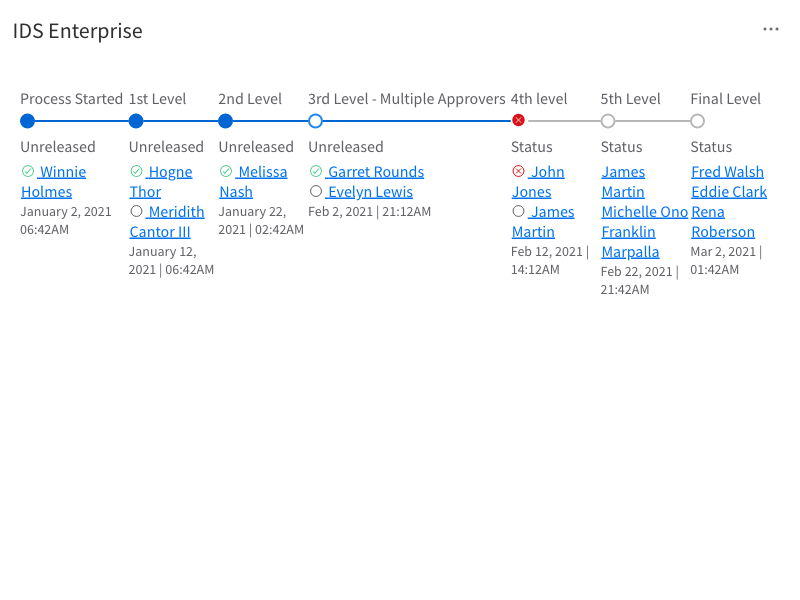 IDS Enterprise
Process Started
1st Level
2nd Level
3rd Level - Multiple Approvers
4th level
5th Level
Final Level
Unreleased
Winnie
Holmes
January 2, 2021
06:42AM
Unreleased
Hogne
Thor
Meridith
Cantor III
January 12,
2021 | 06:42AM
Unreleased
Melissa
Nash
January 22,
2021 | 02:42AM
Unreleased
Garret Rounds
Evelyn Lewis
Feb 2, 2021 | 21:12AM
Status
John
Jones
James
Martin
Feb 12, 2021 |
14:12AM
Status
James
Martin
Michelle Ono
Franklin
Marpalla
Feb 22, 2021 |
21:42AM
Status
Fred Walsh
Eddie Clark
Rena
Roberson
Mar 2, 2021 |
01:42AM